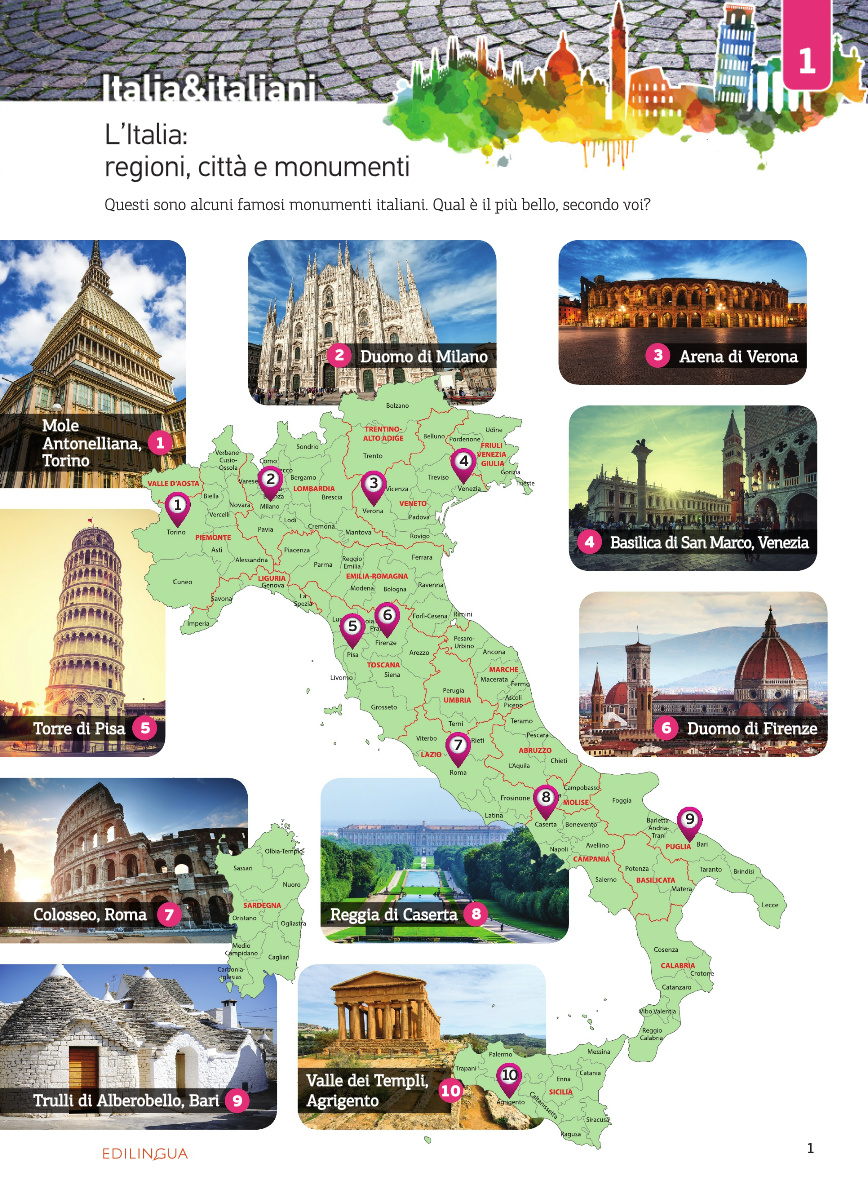 1
Italia&italiani
L'Italia:
regioni, città e monumenti
Questi sono alcuni famosi monumenti italiani. Qual è il più bello, secondo voi?
Mole
Antonelliana,
Torino
1
2 Duomo di Milano
3 Arena di Verona
4 Basilica di San Marco, Venezia
Torre di Pisa 5
6 Duomo di Firenze
Colosseo, Roma 7
Reggia di Caserta 8
Trulli di Alberobello, Bari 9
Valle dei Templi,
Agrigento
10
Bolzano
TRENTINO-
ALTO ADIGE
Trento
Belluno
Pordenone
Udine
FRIULI
VENEZIA
GIULIA
Gorizia
Trieste
Verbano
Cusio-
Ossola
Como
Sondrio
Varese
Bergamo
LOMBARDIA
Brescia
2
Milano
3
Verona
Vicenza
Treviso
4
Venezia
VENETO
Padova
Rovigo
VALLE D'AOSTA
Biella
Novara
Vercelli
1
Torino
PIEMONTE
Asti
Alessandria
Cuneo
Pavia
Lodi
Cremona
Mantova
Piacenza
Parma
Reggio
Emilia
Modena
EMILIA-ROMAGNA
Bologna
Ferrara
Ravenna
Forlì-Cesena
Rimini
LIGURIA
Genova
Savona
Imperia
La
Spezia
5
Pisa
6
Firenze
Arezzo
TOSCANA
Siena
Livorno
Grosseto
Pesaro-
Urbino
Ancona
MARCHE
Macerata
Fermo
Ascoli
Piceno
Perugia
UMBRIA
Terni
Viterbo
Rieti
LAZIO
7
Roma
Frosinone
Latina
Teramo
Pescara
ABRUZZO
L'Aquila
Chieti
Campobasso
MOLISE
8
Caserta
Benevento
Napoli
Avellino
CAMPANIA
Salerno
Foggia
Barletta-
Andria-
Trani
9
PUGLIA
Bari
Taranto
Brindisi
Lecce
Potenza
BASILICATA
Matera
Cosenza
CALABRIA
Crotone
Catanzaro
Vibo Valentia
Reggio
Calabria
Olbia-Tempio
Sassari
Nuoro
SARDEGNA
Oristano
Ogliastra
Medio
Campidano
Cagliari
Carbonia-
Iglesias
Palermo
Messina
Trapani
10
Agrigento
Enna
Catania
SICILIA
Caltanissetta
Siracusa
Ragusa
EDILINGUA
1